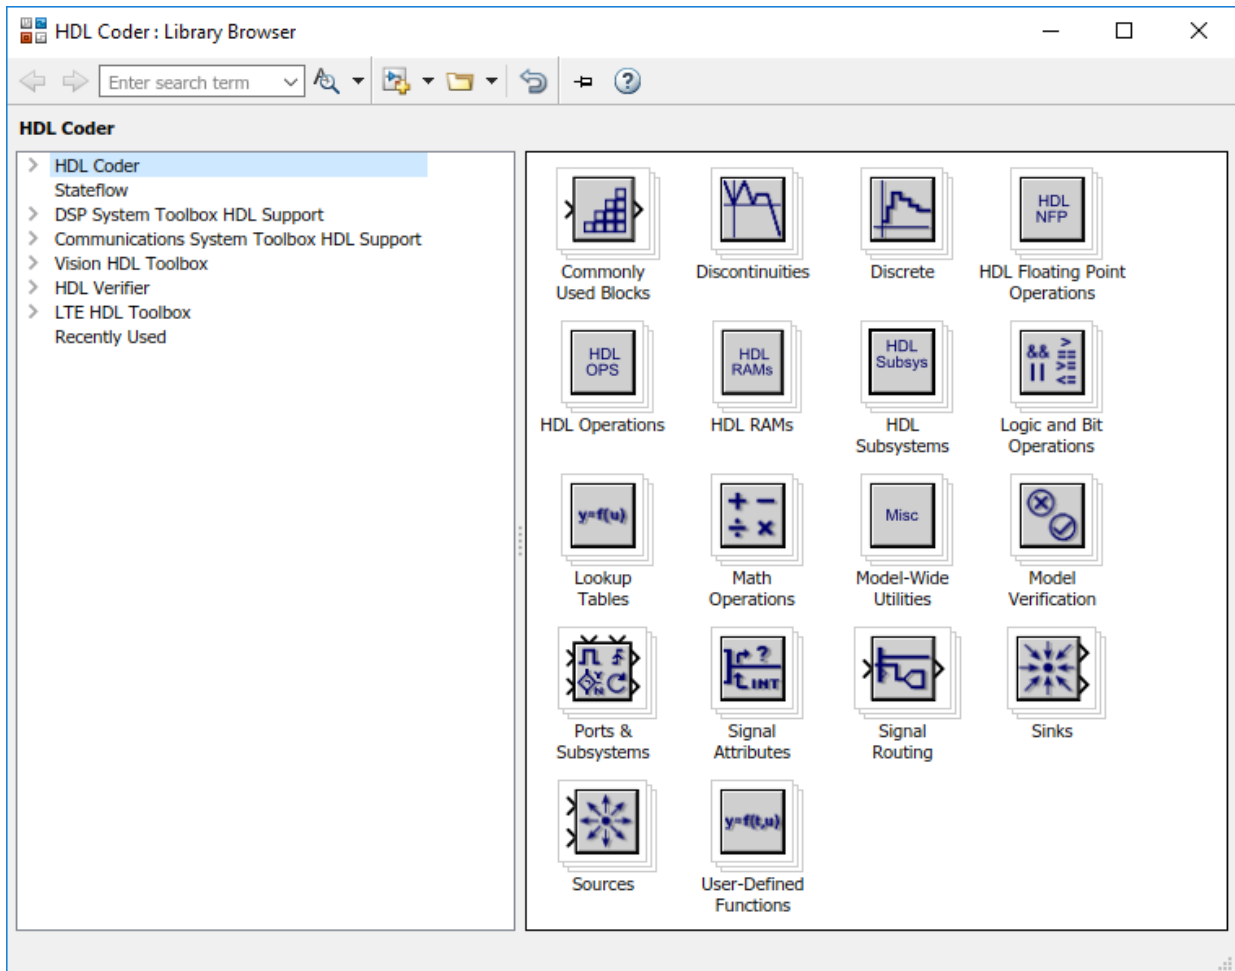 HDL Coder : Library Browser
Enter search term
HDL Coder
HDL Coder
Stateflow
DSP System Toolbox HDL Support
Communications System Toolbox HDL Support
Vision HDL Toolbox
HDL Verifier
LTE HDL Toolbox
Recently Used
Commonly
Used Blocks
Discontinuities
Discrete
HDL
NFP
HDL Floating Point
Operations
HDL
OPS
HDL Operations
HDL
RAMs
HDL RAMs
HDL
Subsys
HDL
Subsystems
&& > ==
|| >= <=
Logic and Bit
Operations
y=f(u)
Lookup
Tables
+ −
÷ ×
Math
Operations
Misc
Model-Wide
Utilities
Model
Verification
Y
N
Ports &
Subsystems
?
INT
Signal
Attributes
Signal
Routing
Sinks
Sources
y=f(t,u)
User-Defined
Functions